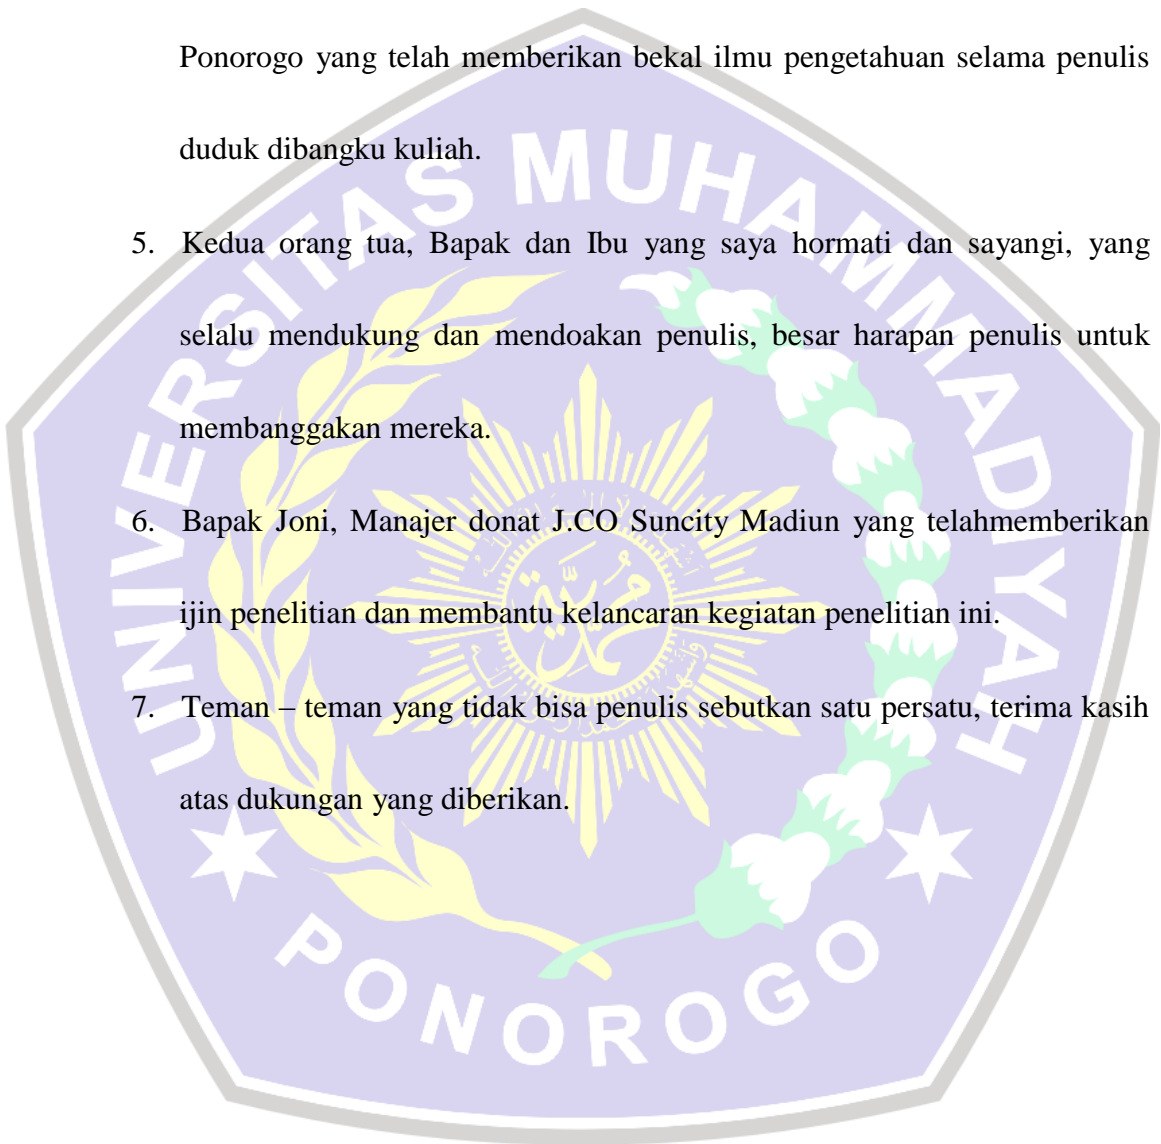 Ponorogo yang telah memberikan bekal ilmu pengetahuan selama penulis
duduk dibangku kuliah.
5. Kedua orang tua, Bapak dan Ibu yang saya hormati dan sayangi, yang
selalu mendukung dan mendoakan penulis, besar harapan penulis untuk
membanggakan mereka.
6. Bapak Joni, Manajer donat J.CO Suncity Madiun yang telahmemberikan
ijin penelitian dan membantu kelancaran kegiatan penelitian ini.
7. Teman – teman yang tidak bisa penulis sebutkan satu persatu, terima kasih
atas dukungan yang diberikan.
UNIVERSITAS MUHAMMADIYAH
PONOROGO